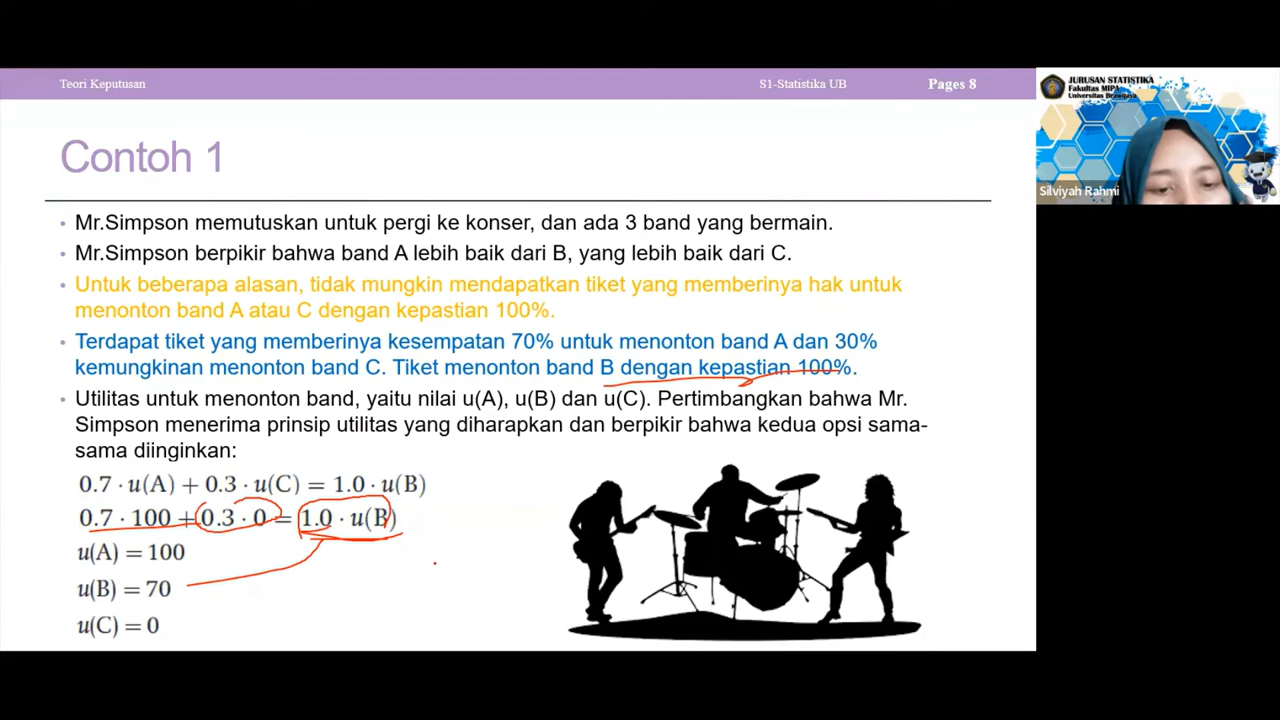 Teori Keputusan
S1-Statistika UB
Pages 8
JURUSAN STATISTIKA
Fakultas MIPA
Universitas Brawijaya
Silviyah Rahmi
Contoh 1
• Mr.Simpson memutuskan untuk pergi ke konser, dan ada 3 band yang bermain.
• Mr.Simpson berpikir bahwa band A lebih baik dari B, yang lebih baik dari C.
• Untuk beberapa alasan, tidak mungkin mendapatkan tiket yang memberinya hak untuk
menonton band A atau C dengan kepastian 100%.
• Terdapat tiket yang memberinya kesempatan 70% untuk menonton band A dan 30%
kemungkinan menonton band C. Tiket menonton band B dengan kepastian 100%.
• Utilitas untuk menonton band, yaitu nilai u(A), u(B) dan u(C). Pertimbangkan bahwa Mr.
Simpson menerima prinsip utilitas yang diharapkan dan berpikir bahwa kedua opsi sama-
sama diinginkan:
0.7 · u(A) + 0.3 · u(C) = 1.0 · u(B)
0.7 · 100 + 0.3 · 0 = 1.0 · u(B)
u(A) = 100
u(B) = 70
u(C) = 0